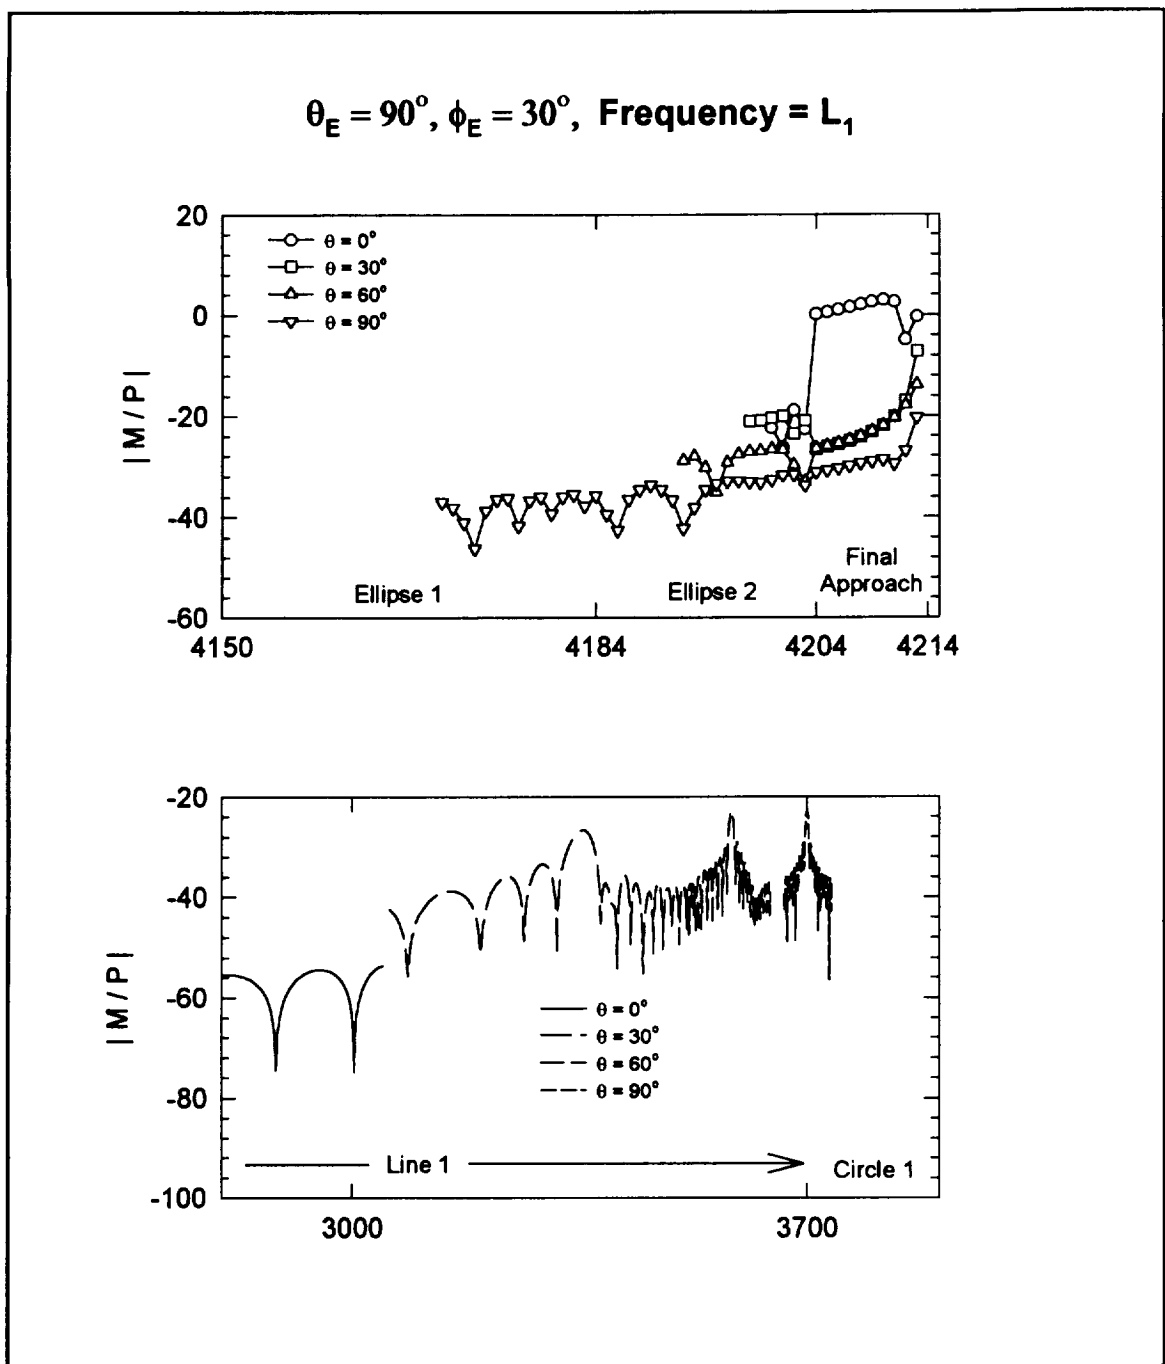 θE = 90°, ϕE = 30°, Frequency = L1
20
0
-20
-40
-60
|M/P|
θ = 0°
θ = 30°
θ = 60°
θ = 90°
Ellipse 1
Ellipse 2
Final
Approach
4150
4184
4204
4214
-20
-40
-60
-80
-100
|M/P|
θ = 0°
θ = 30°
θ = 60°
θ = 90°
Line 1
Circle 1
3000
3700